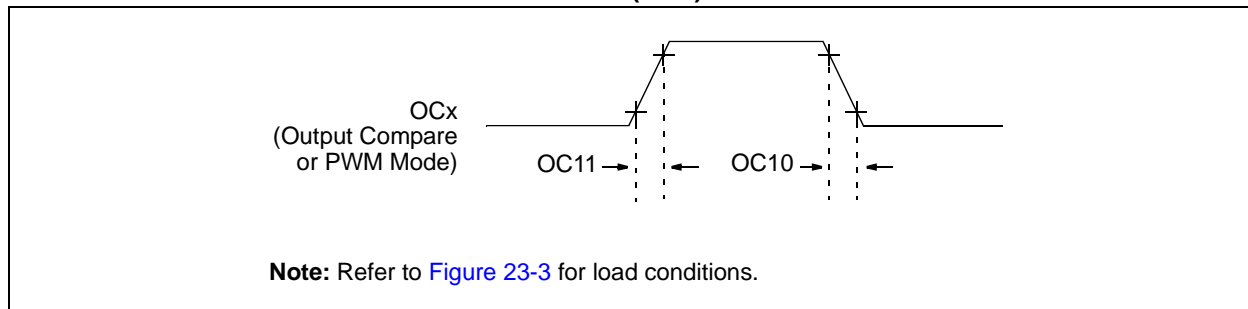 OCx
(Output Compare
or PWM Mode)
OC11
OC10
Note: Refer to Figure 23-3 for load conditions.